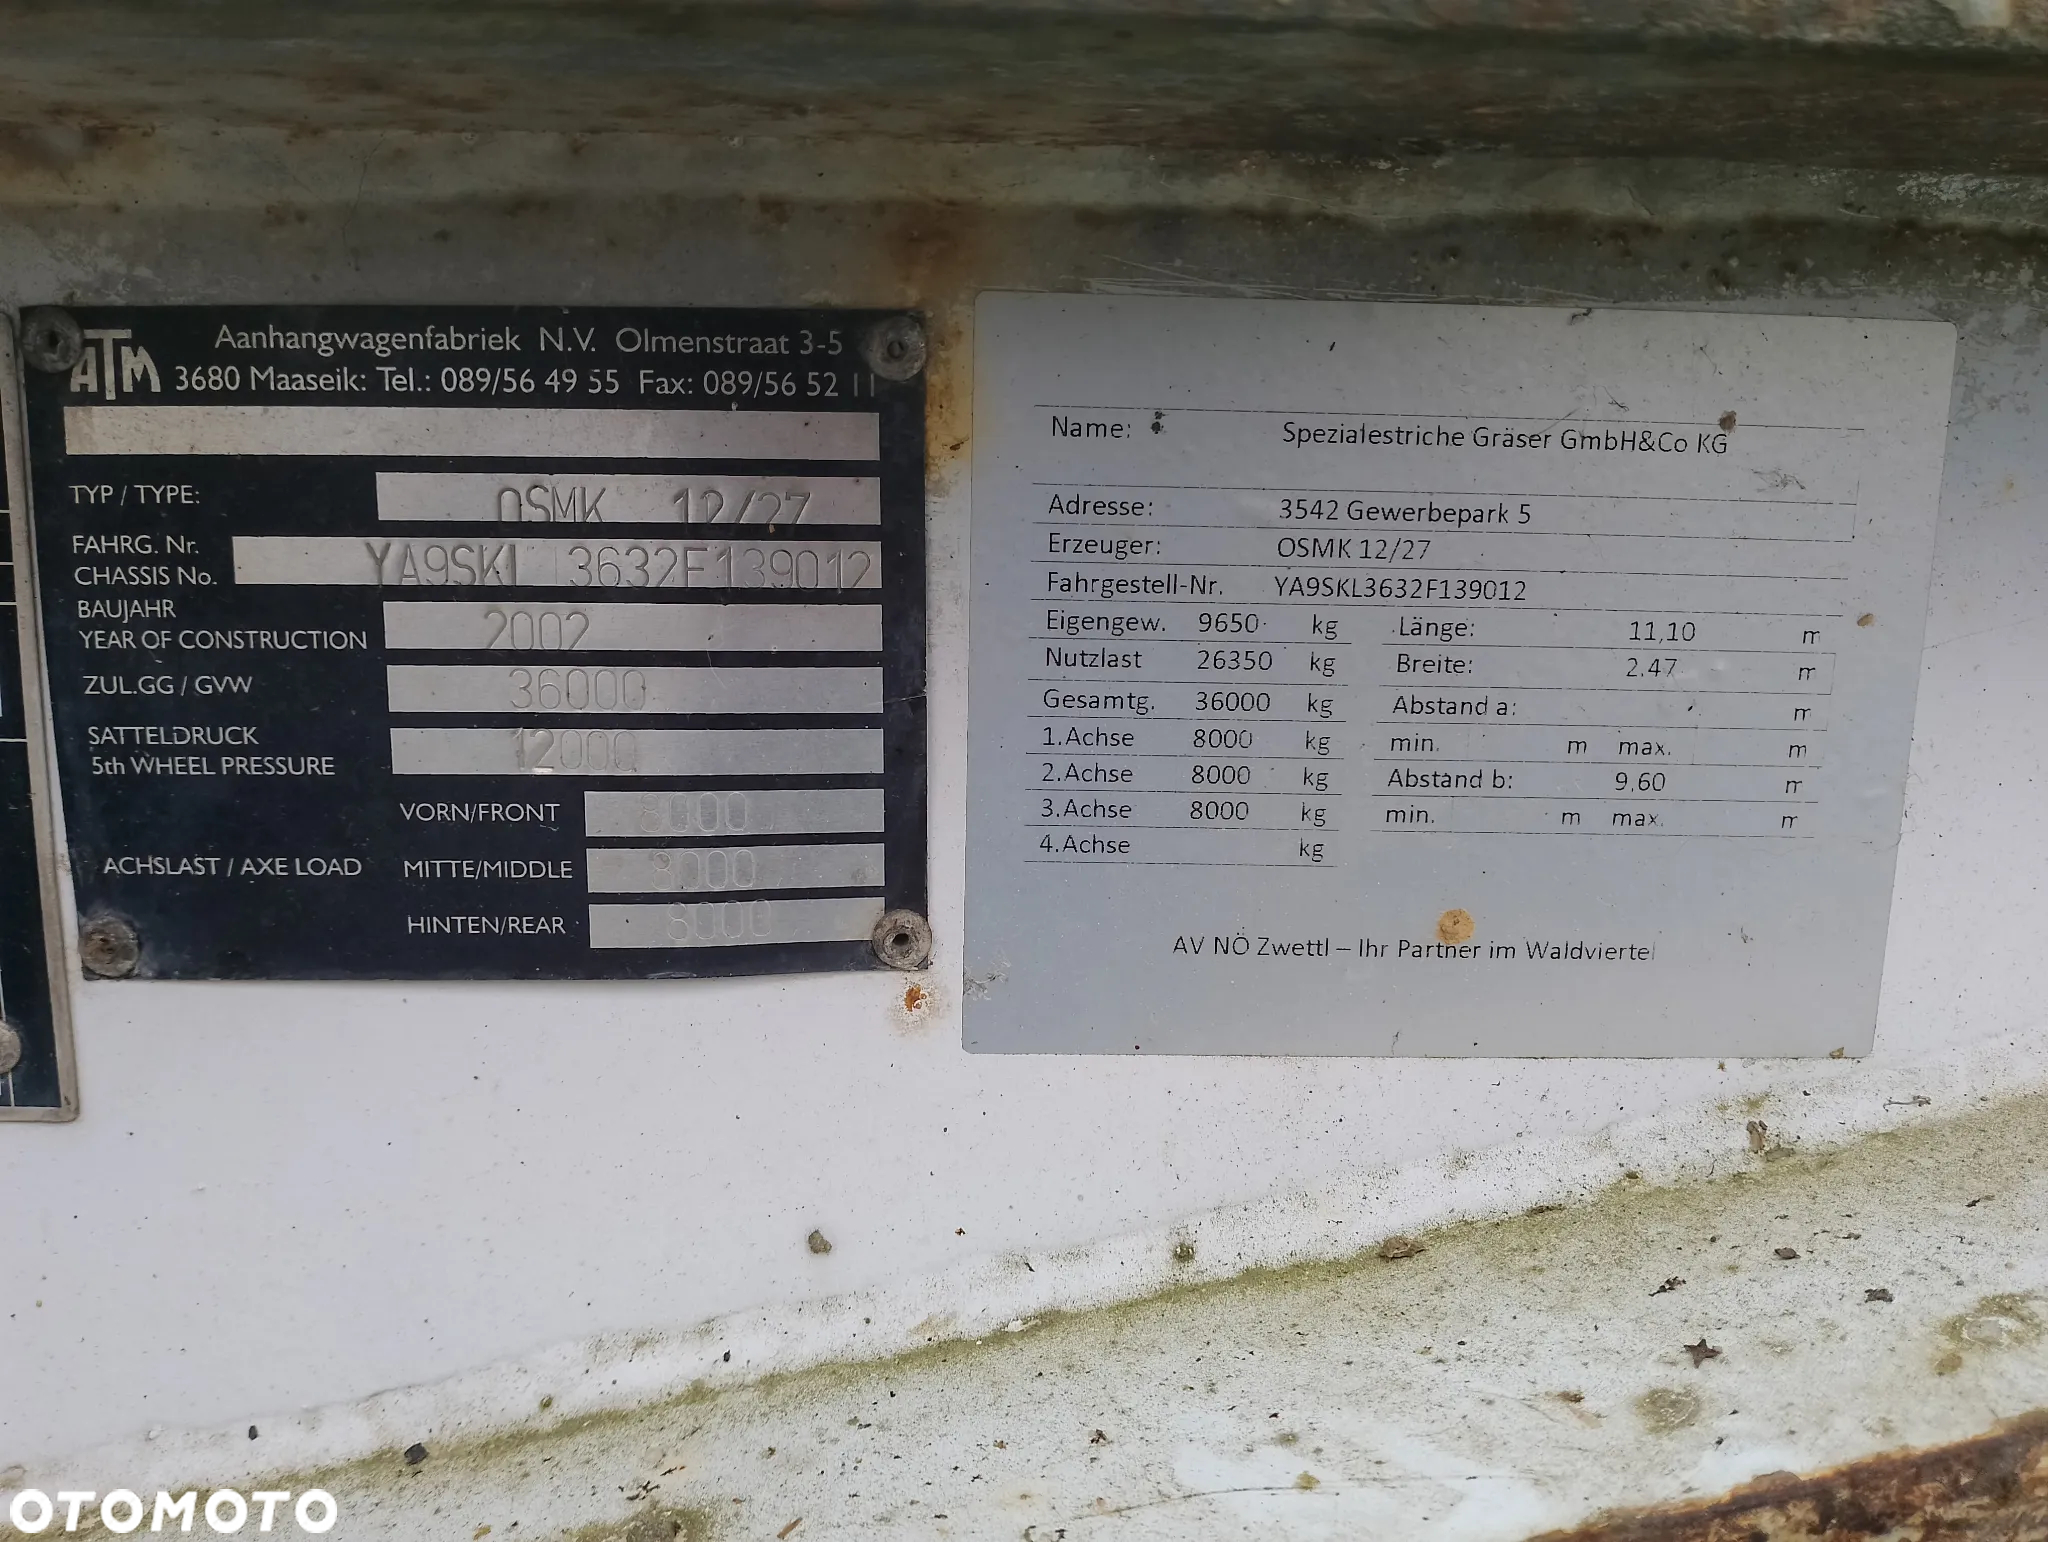 ATM Aanhangwagenfabriek N.V. Olmenstraat 3-5
3680 Maaseik: Tel.: 089/56 49 55 Fax: 089/56 52 11
TYP / TYPE: OSMK 12/27
FAHRG. Nr.
CHASSIS No. YA9SKL 3632F139012
BAUJAHR
YEAR OF CONSTRUCTION 2002
ZUL.GG / GVW 36000
SATTELDRUCK
5th WHEEL PRESSURE 12000
VORN/FRONT 8000
ACHSLAST / AXE LOAD MITTE/MIDDLE 8000
HINTEN/REAR 8000
Name: Spezialestriche Gräser GmbH&Co KG
Adresse: 3542 Gewerbepark 5
Erzeuger: OSMK 12/27
Fahrgestell-Nr. YA9SKL3632F139012
Eigengew. 9650 kg Länge: 11,10 m
Nutzlast 26350 kg Breite: 2.47 m
Gesamtg. 36000 kg Abstand a: m
1.Achse 8000 kg min. m max. m
2.Achse 8000 kg Abstand b: 9,60 m
3.Achse 8000 kg min. m max. m
4.Achse kg
AV NÖ Zwettl – Ihr Partner im Waldviertel
OTOMOTO